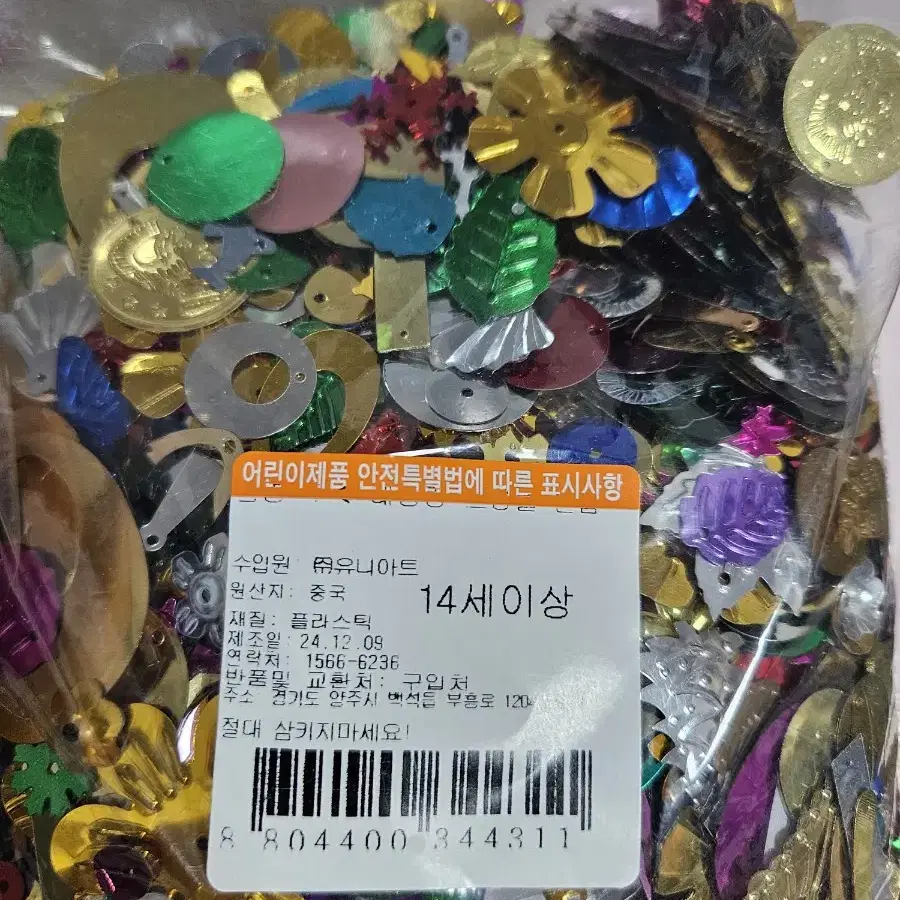 어린이제품 안전특별법에 따른 표시사항
수입원: ㈜유니아트
원산지: 중국
14세이상
재질: 플라스틱
제조일: 24.12.09
연락처: 1566-6236
반품및 교환처: 구입처
주소 경기도 양주시 백석읍 부흥로 120
절대 삼키지마세요!
8 804400 344311